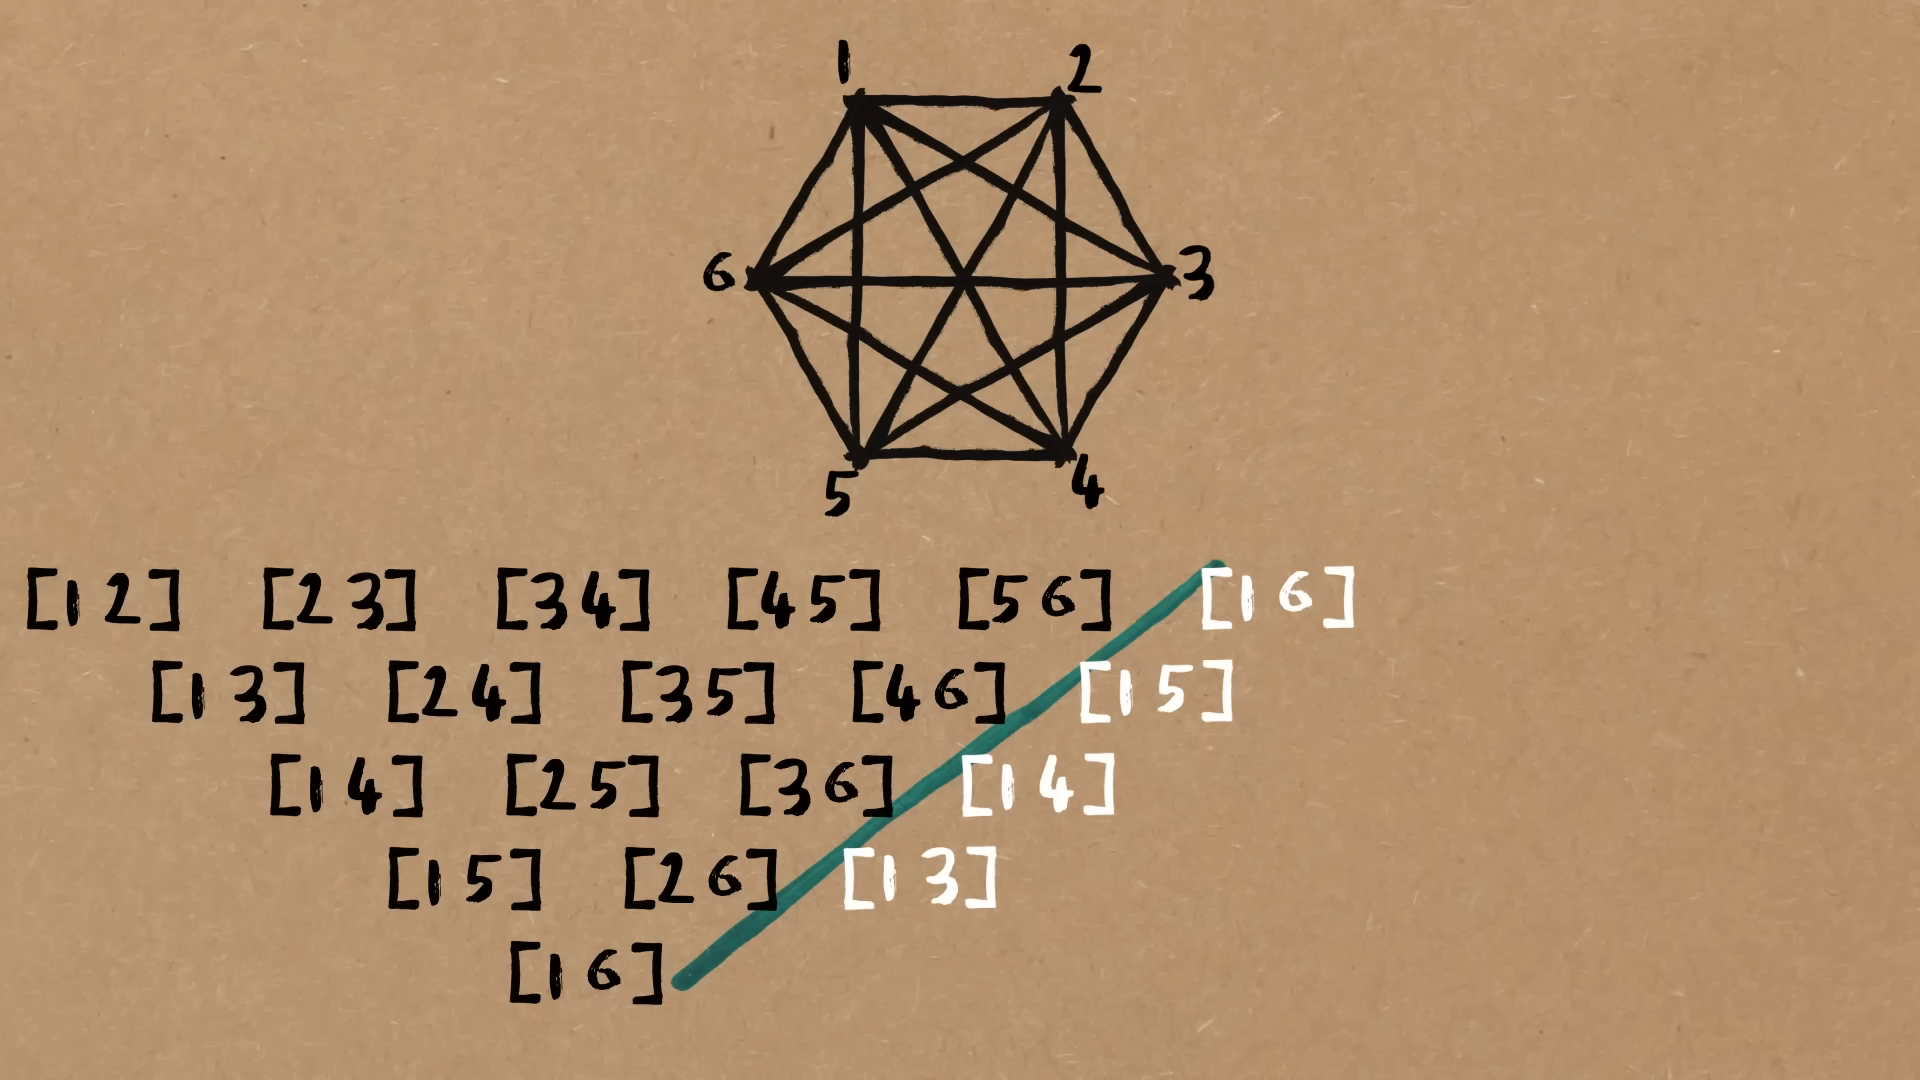 1 2
6 3
5 4
[1 2] [2 3] [3 4] [4 5] [5 6] [1 6]
[1 3] [2 4] [3 5] [4 6] [1 5]
[1 4] [2 5] [3 6] [1 4]
[1 5] [2 6] [1 3]
[1 6]